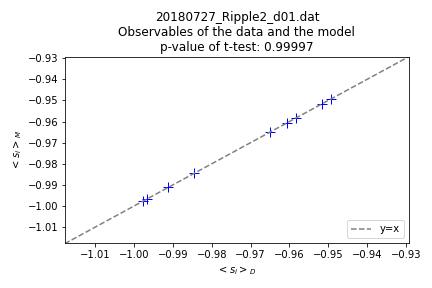 20180727_Ripple2_d01.dat
Observables of the data and the model
p-value of t-test: 0.99997
−0.93
−0.94
−0.95
−0.96
−0.97
−0.98
−0.99
−1.00
−1.01
< s_i >_M
y=x
−1.01 −1.00 −0.99 −0.98 −0.97 −0.96 −0.95 −0.94 −0.93
< s_i >_D